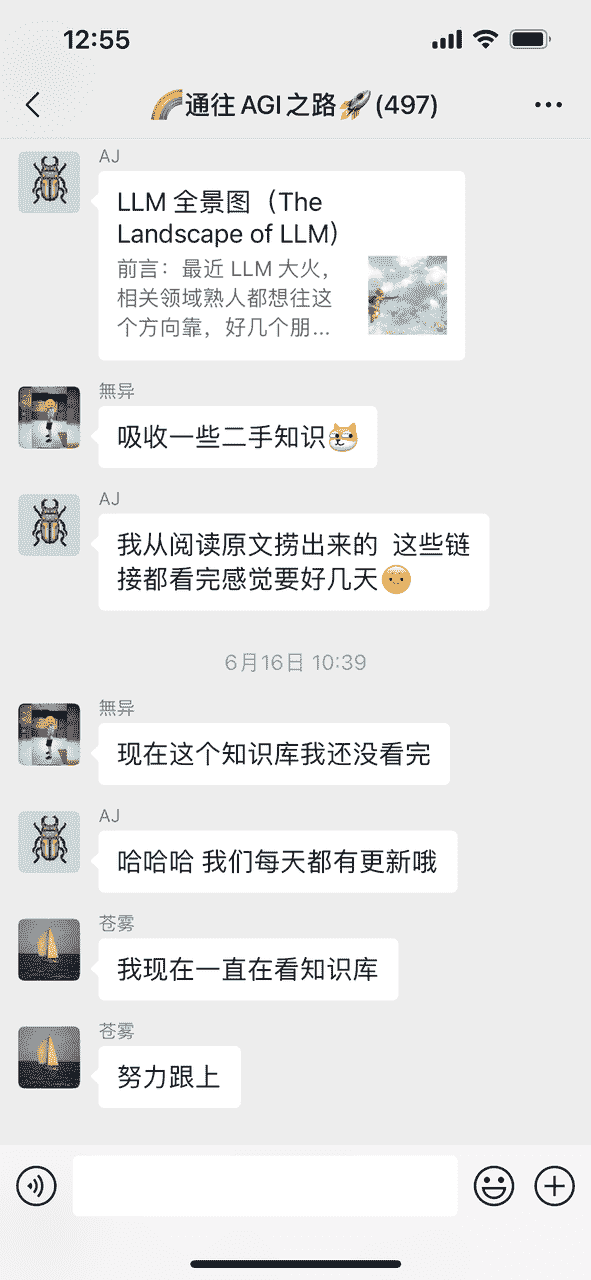 12:55
🌈通往 AGI 之路🚀(497)
AJ
LLM 全景图（The
Landscape of LLM）
前言：最近 LLM 大火，
相关领域熟人都想往这
个方向靠，好几个朋...
無异
吸收一些二手知识
AJ
我从阅读原文捞出来的 这些链
接都看完感觉要好几天
6月16日 10:39
無异
现在这个知识库我还没看完
AJ
哈哈哈 我们每天都有更新哦
苍雾
我现在一直在看知识库
苍雾
努力跟上